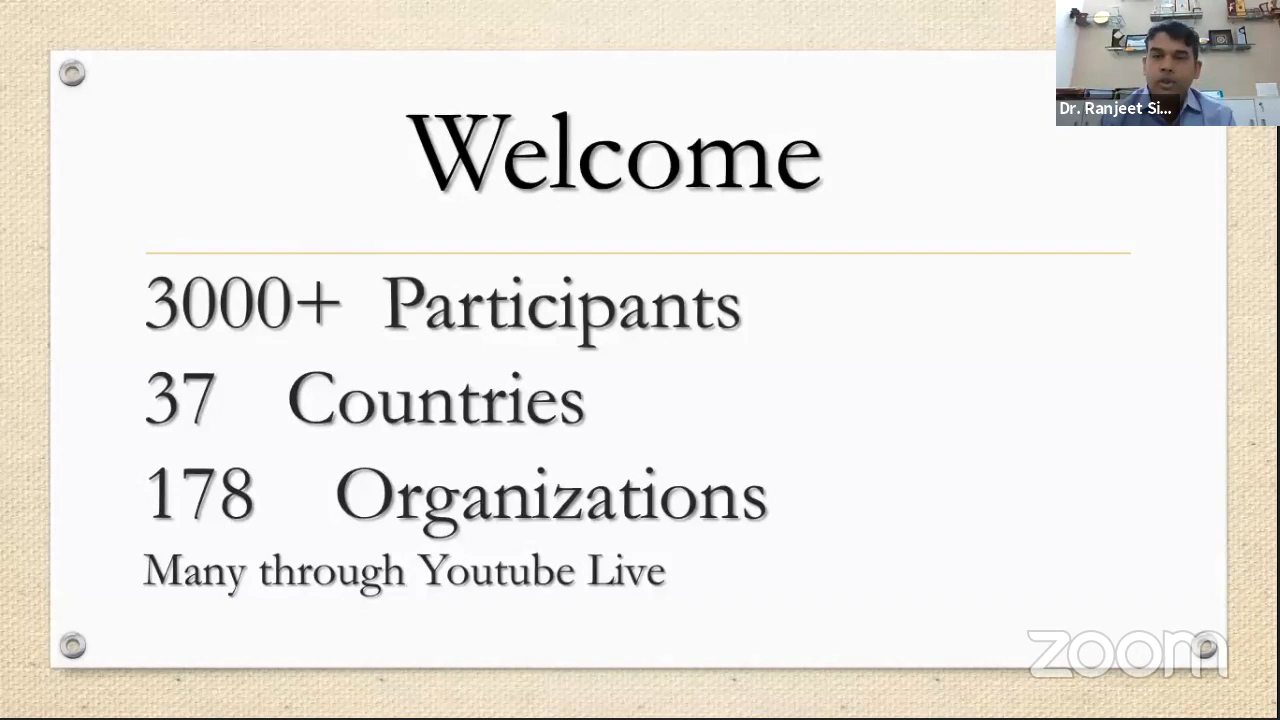 Dr. Ranjeet Si...
Welcome
3000+ Participants
37 Countries
178 Organizations
Many through Youtube Live
zoom